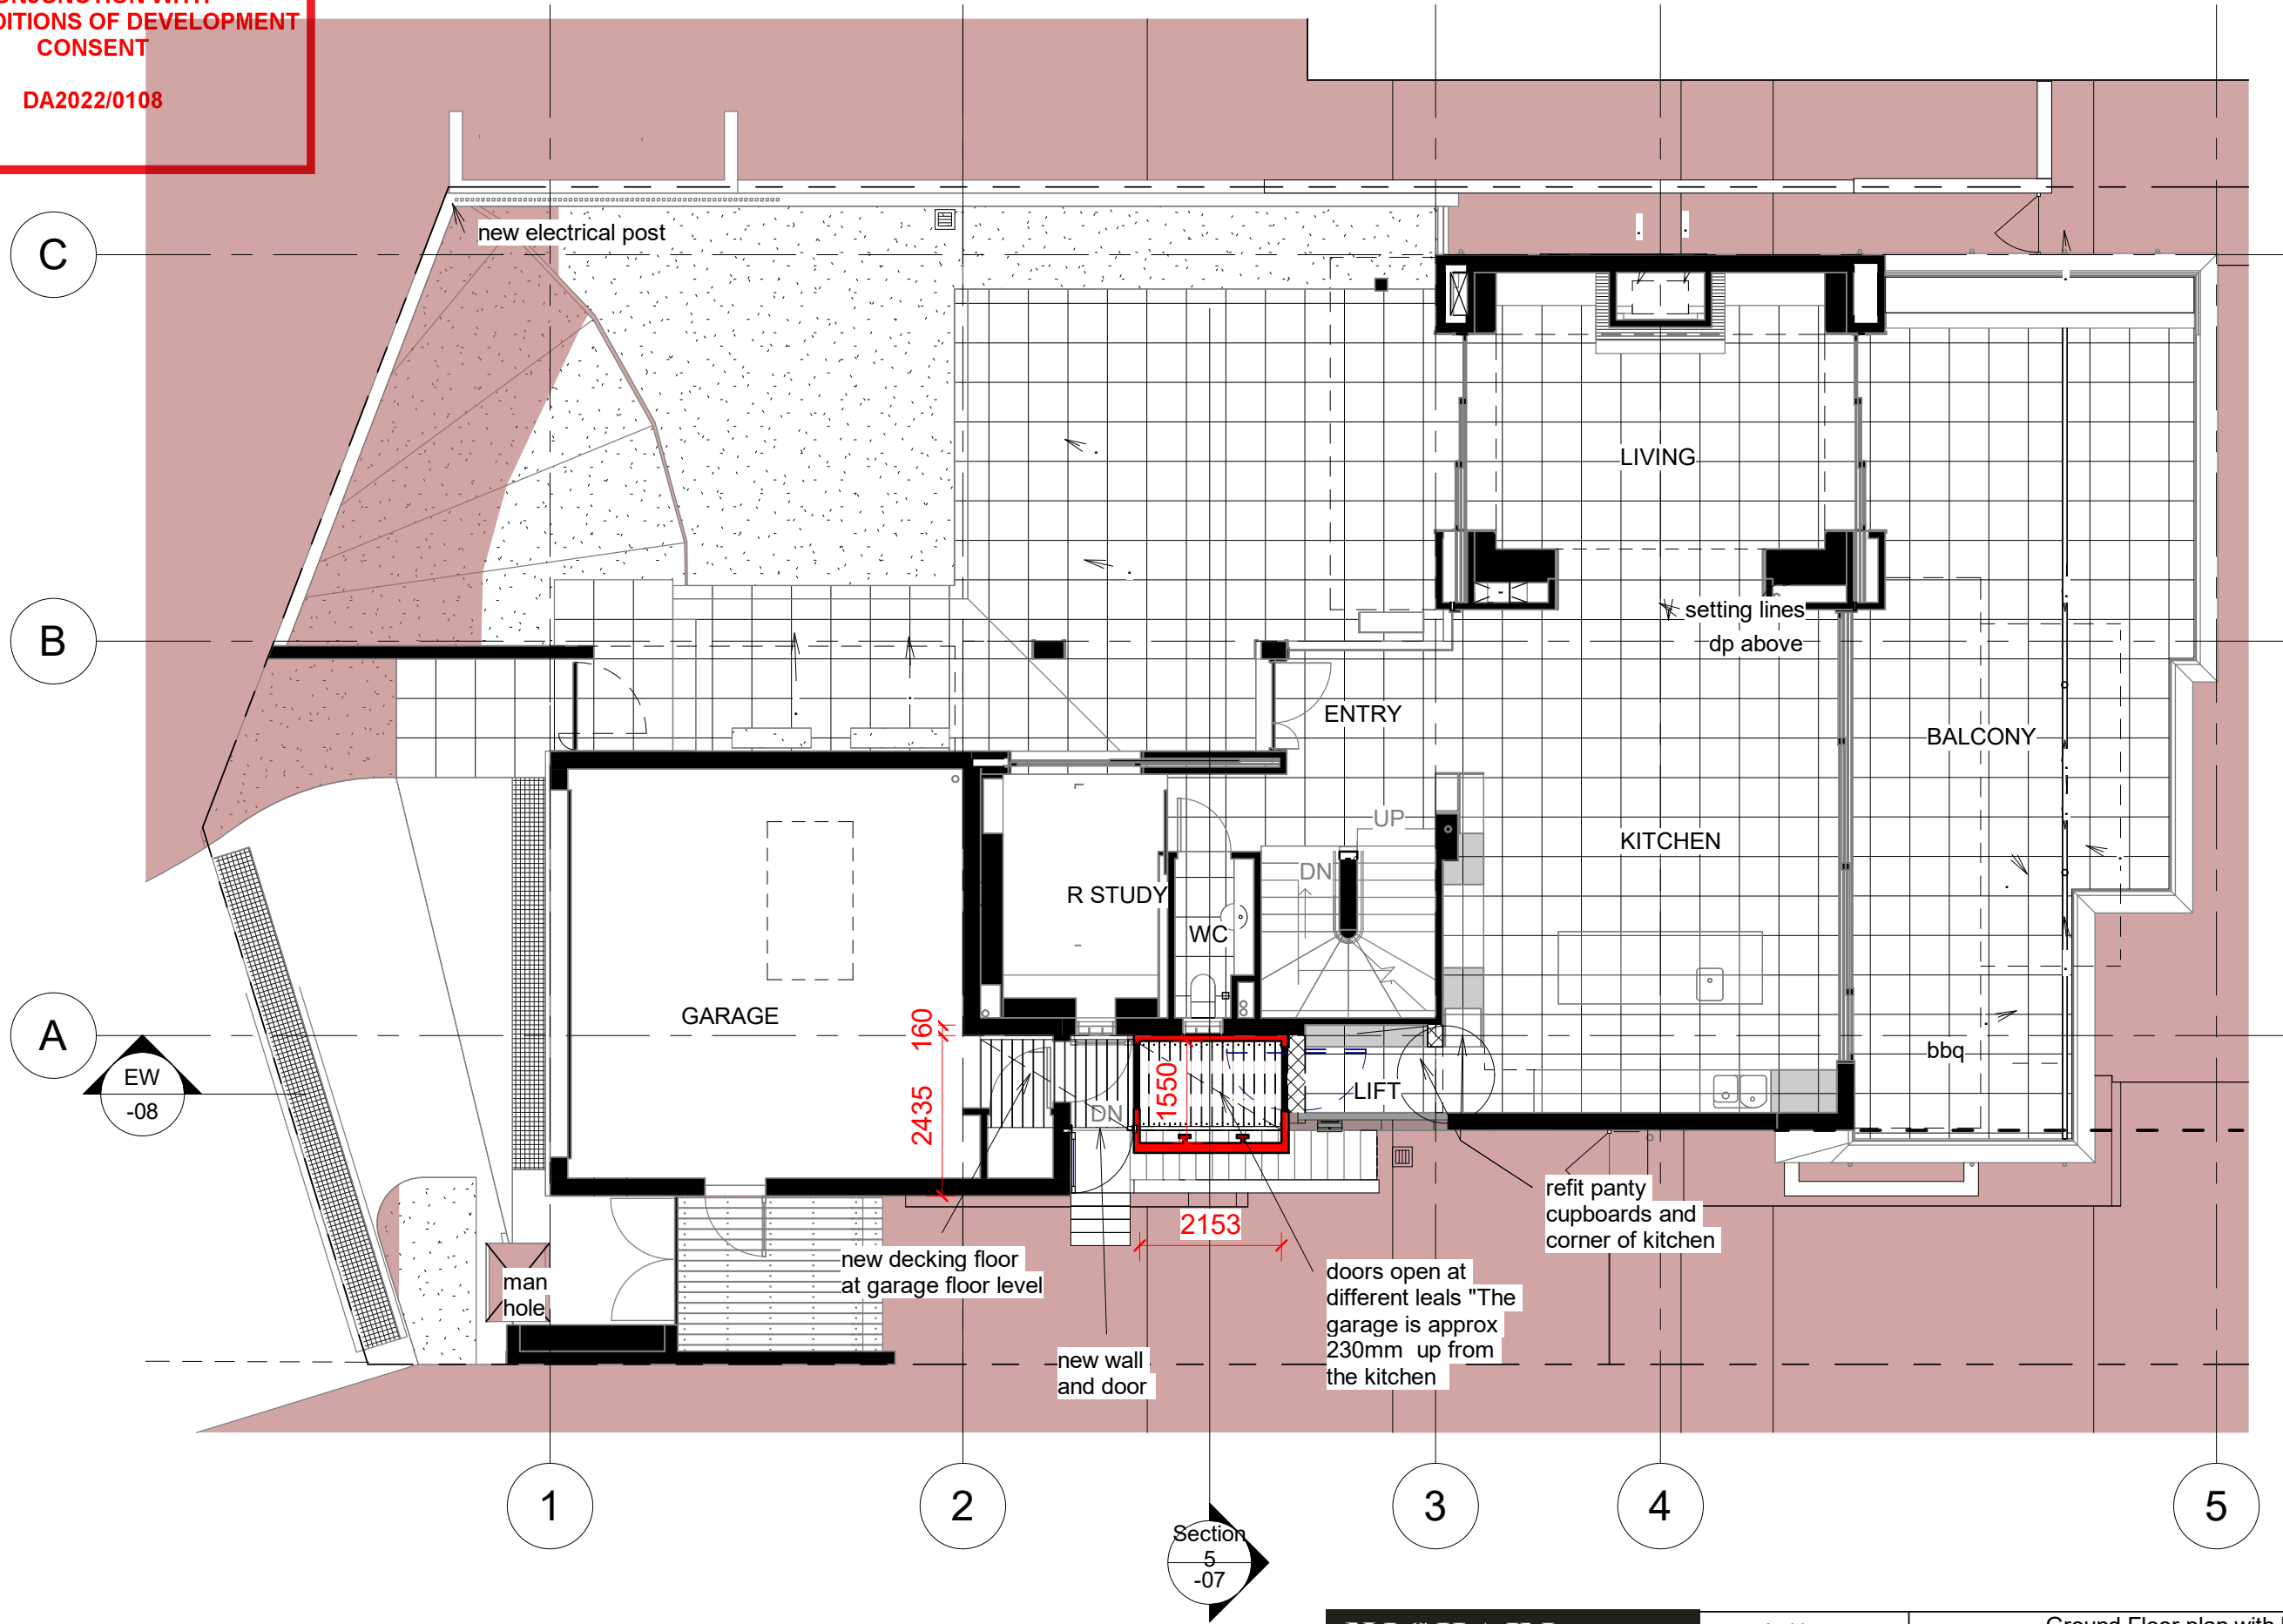 DITIONS OF DEVELOPMENT
CONSENT
DA2022/0108
new electrical post
C
LIVING
setting lines
dp above
B
ENTRY
BALCONY
UP
KITCHEN
DN
R STUDY
WC
GARAGE
160
A
bbq
EW
-08
2435
DN
1550
LIFT
refit panty
cupboards and
corner of kitchen
2153
new decking floor
at garage floor level
man
hole
doors open at
different leals "The
garage is approx
230mm up from
the kitchen
new wall
and door
1
2
3
4
5
Section
5
-07